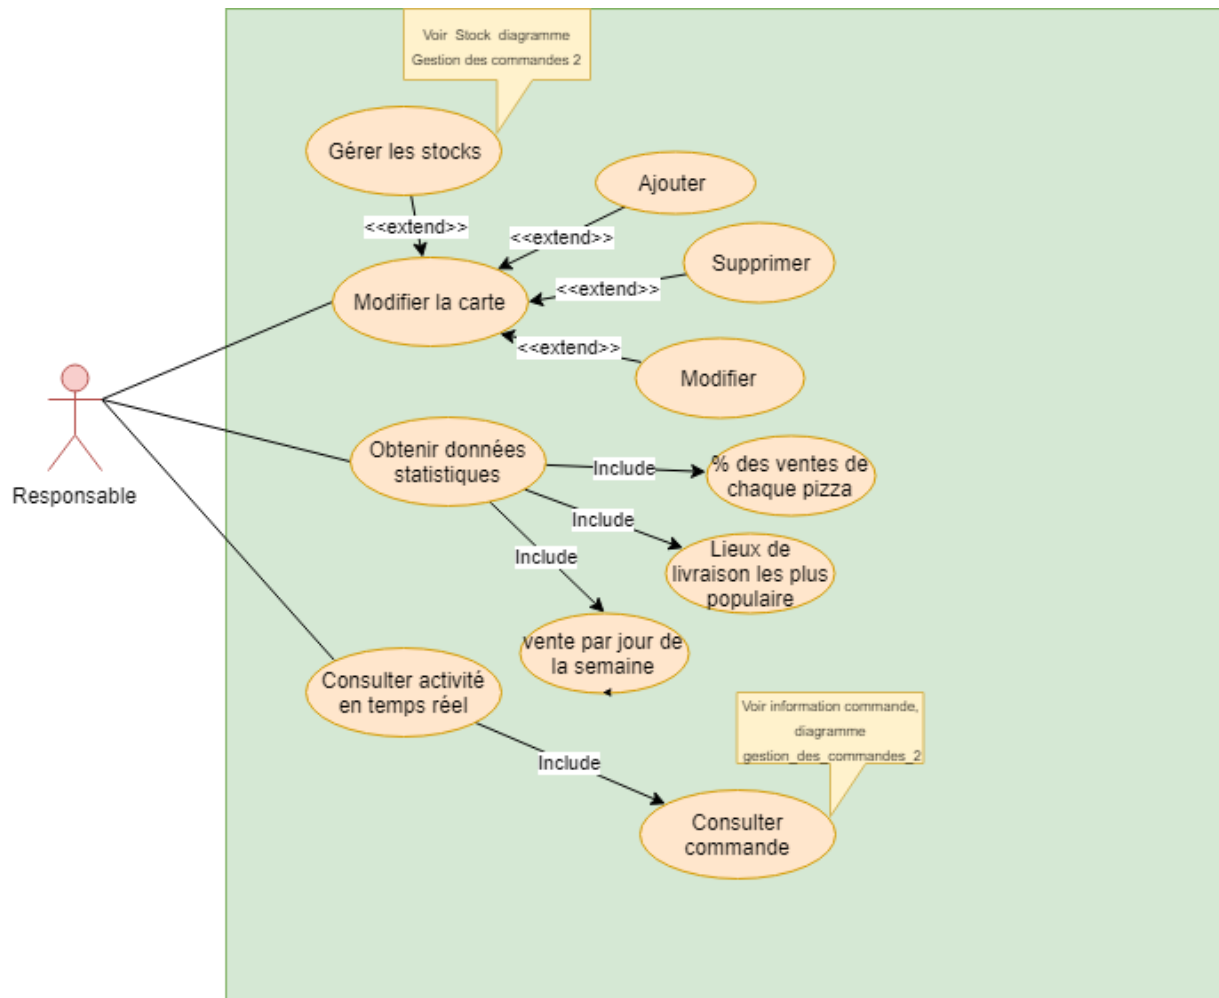 Voir Stock diagramme
Gestion des commandes 2
Gérer les stocks
Ajouter
<<extend>>
<<extend>>
Supprimer
<<extend>>
Modifier la carte
<<extend>>
Modifier
Obtenir données
statistiques
Include
% des ventes de
chaque pizza
Responsable
Include
Lieux de
livraison les plus
populaire
Include
vente par jour de
la semaine
Consulter activité
en temps réel
Voir information commande,
diagramme
gestion_des_commandes_2
Include
Consulter
commande